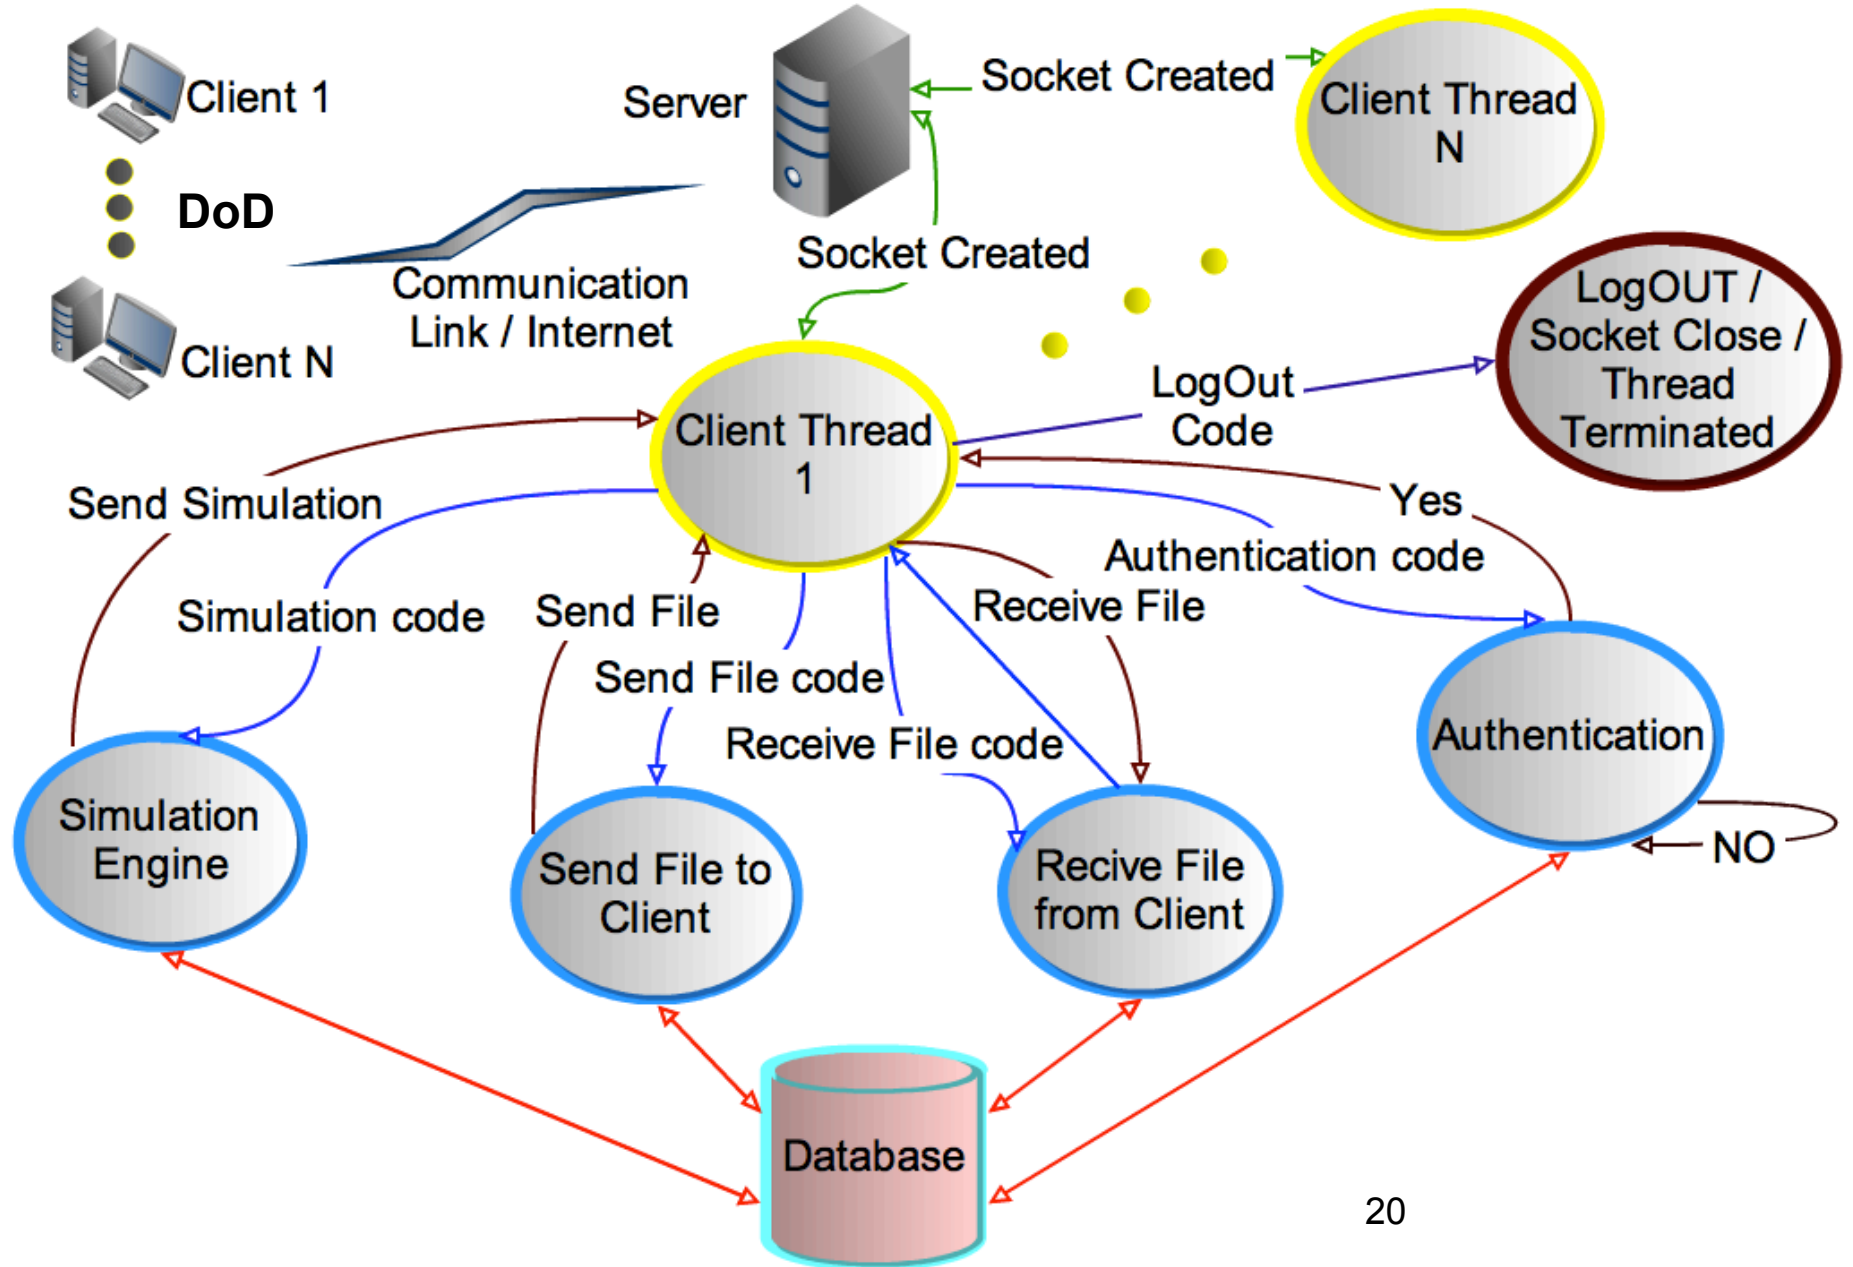 Client 1
DoD
Client N
Communication
Link / Internet
Server
Socket Created
Client Thread
N
Socket Created
LogOUT /
Socket Close /
Thread
Terminated
LogOut
Code
Client Thread
1
Yes
Send Simulation
Authentication code
Simulation code
Send File
Receive File
Send File code
Receive File code
Authentication
NO
Simulation
Engine
Send File to
Client
Recive File
from Client
Database
20